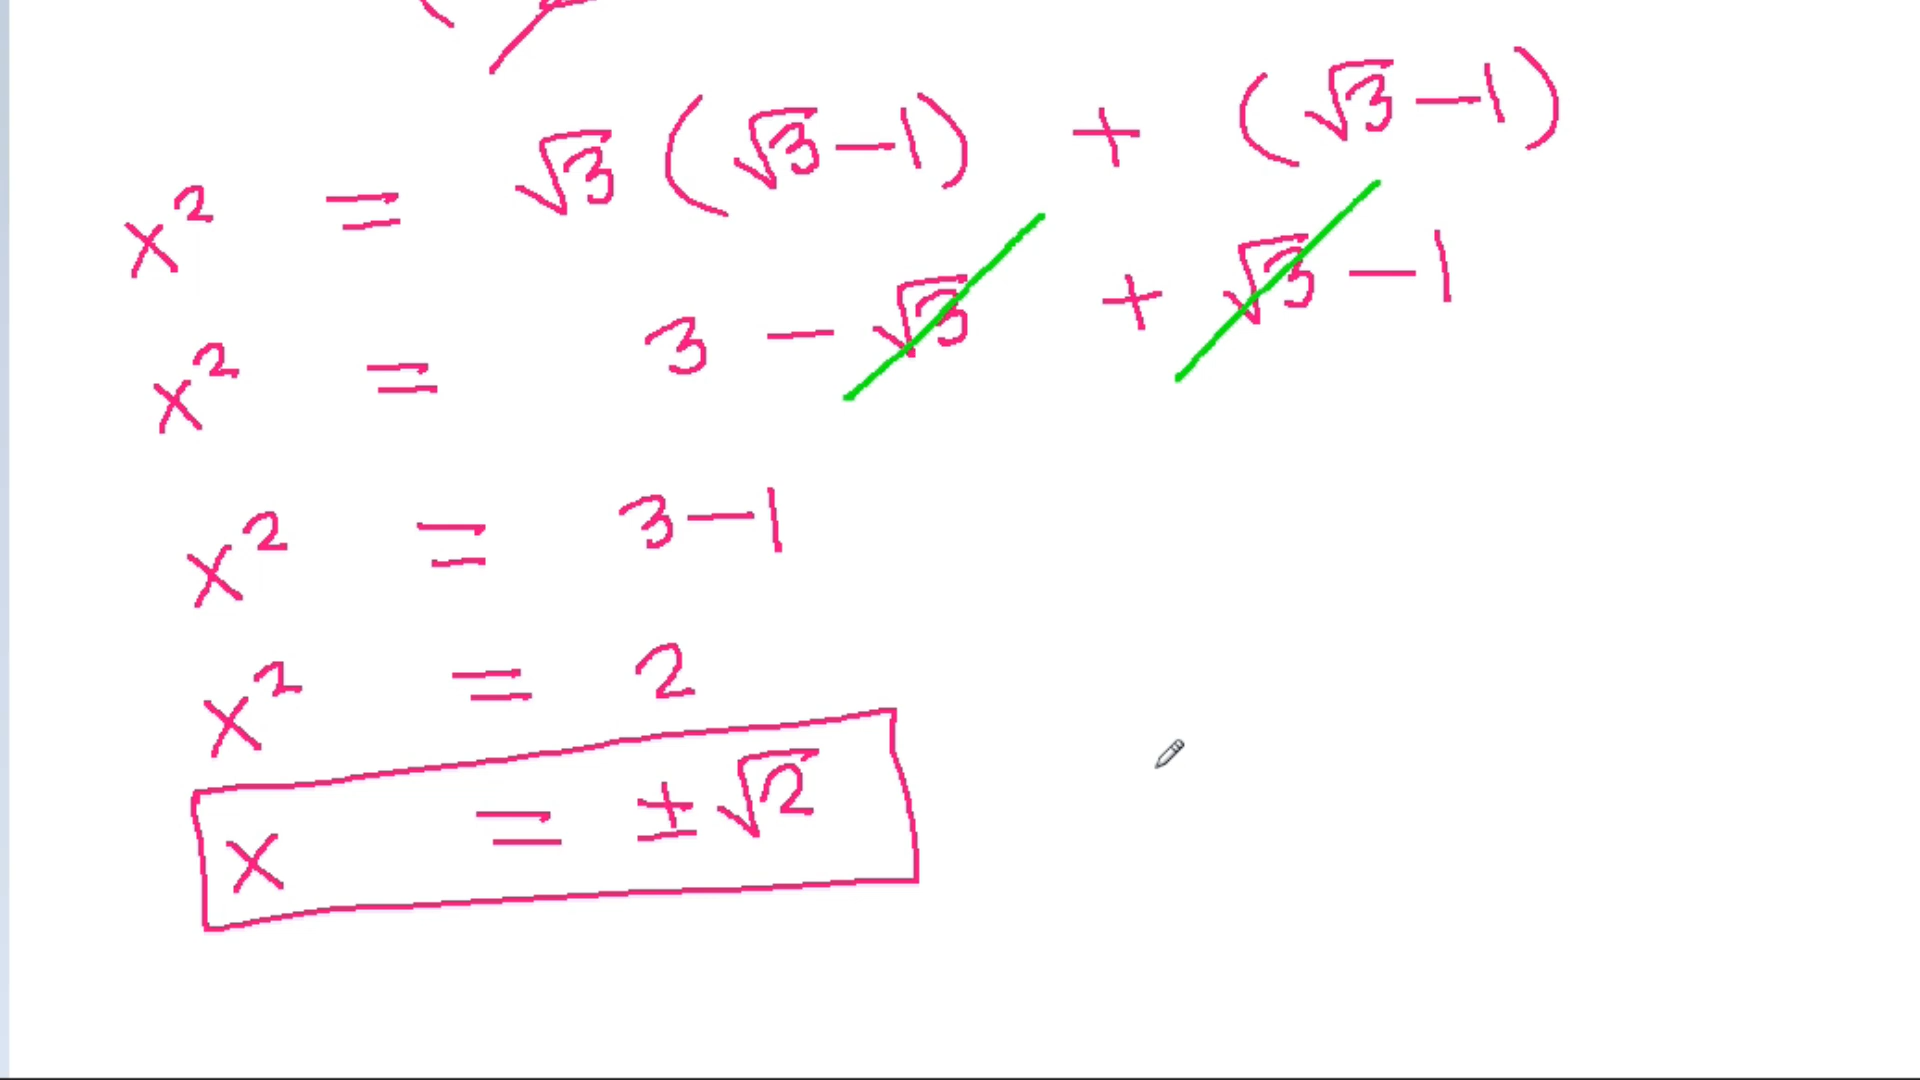 x² = √3 (√3 − 1) + (√3 − 1)
x² = 3 − √3 + √3 − 1
x² = 3 − 1
x² = 2
x = ± √2